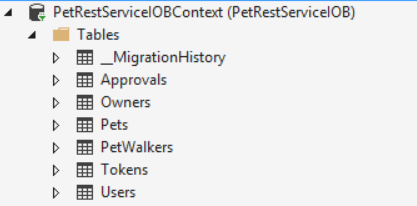 PetRestServiceIOBContext (PetRestServiceIOB)
Tables
__MigrationHistory
Approvals
Owners
Pets
PetWalkers
Tokens
Users